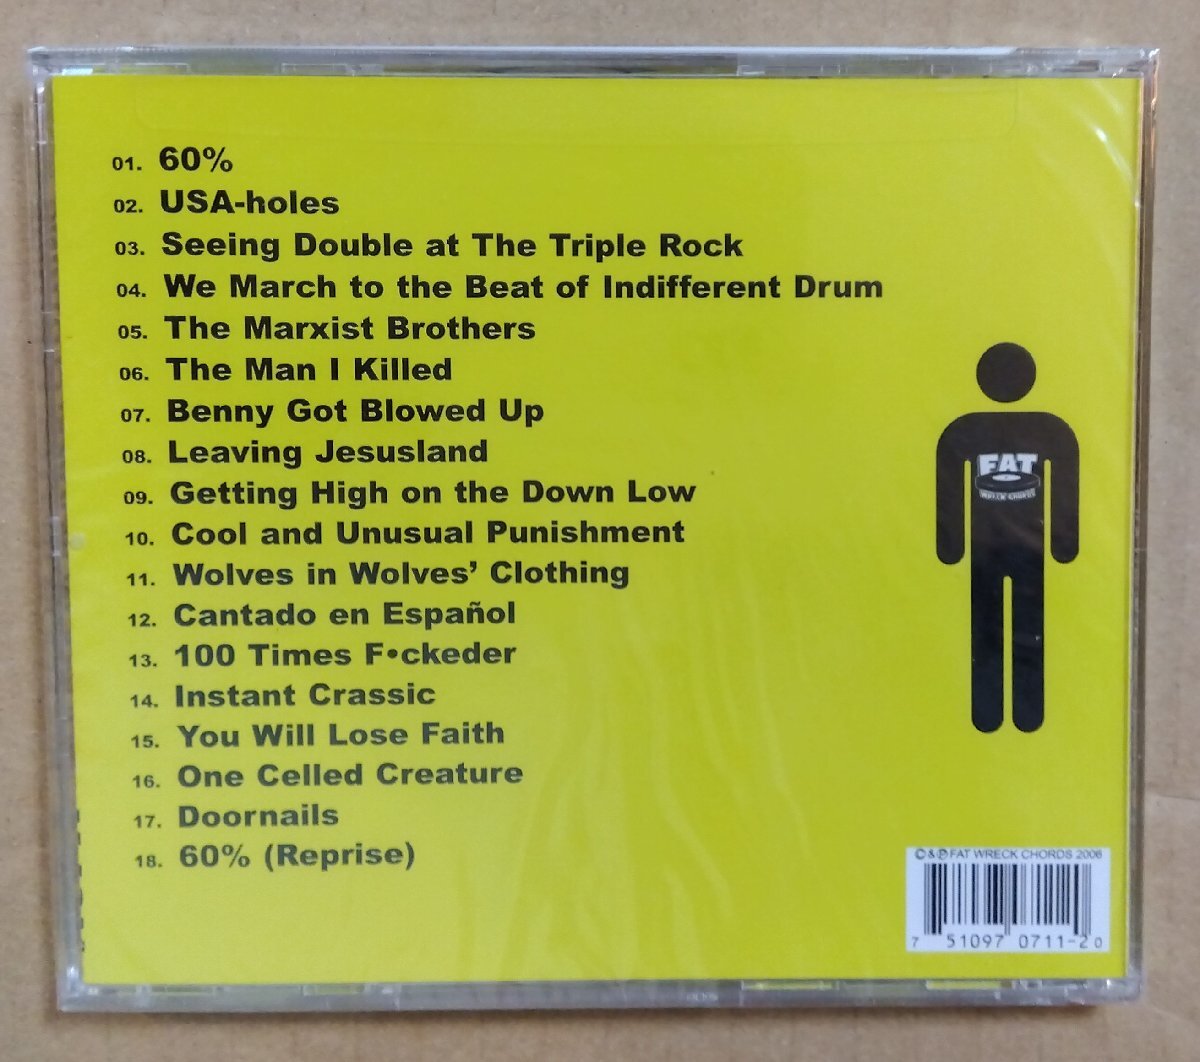 01. 60%
02. USA-holes
03. Seeing Double at The Triple Rock
04. We March to the Beat of Indifferent Drum
05. The Marxist Brothers
06. The Man I Killed
07. Benny Got Blowed Up
08. Leaving Jesusland
09. Getting High on the Down Low
10. Cool and Unusual Punishment
11. Wolves in Wolves’ Clothing
12. Cantado en Español
13. 100 Times F•ckeder
14. Instant Crassic
15. You Will Lose Faith
16. One Celled Creature
17. Doornails
18. 60% (Reprise)
FAT
WRECK CHORDS
©&℗FAT WRECK CHORDS 2006
7 51097 0711-2 0